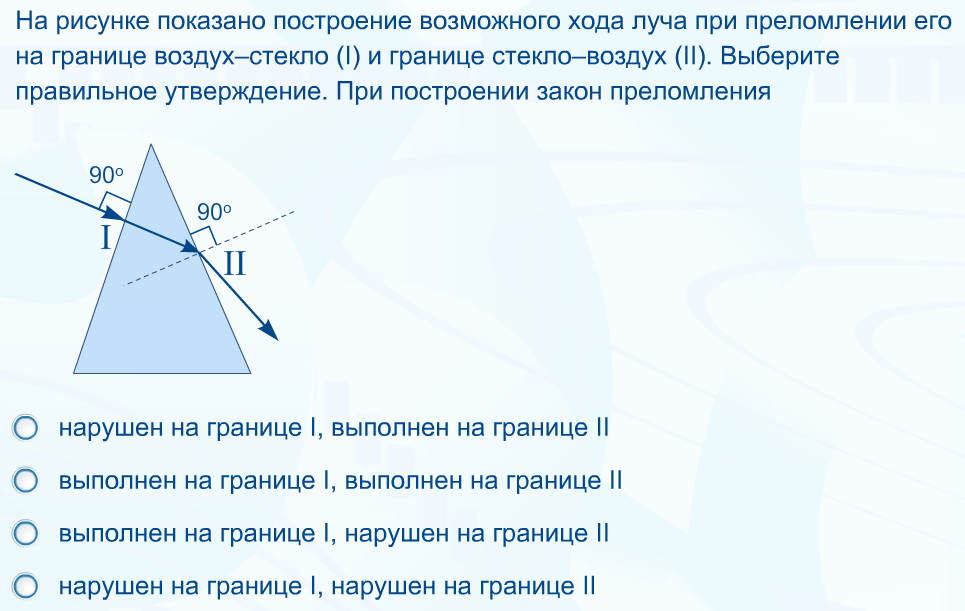 На рисунке показано построение возможного хода луча при преломлении его
на границе воздух–стекло (I) и границе стекло–воздух (II). Выберите
правильное утверждение. При построении закон преломления
90°
90°
I
II
нарушен на границе I, выполнен на границе II
выполнен на границе I, выполнен на границе II
выполнен на границе I, нарушен на границе II
нарушен на границе I, нарушен на границе II